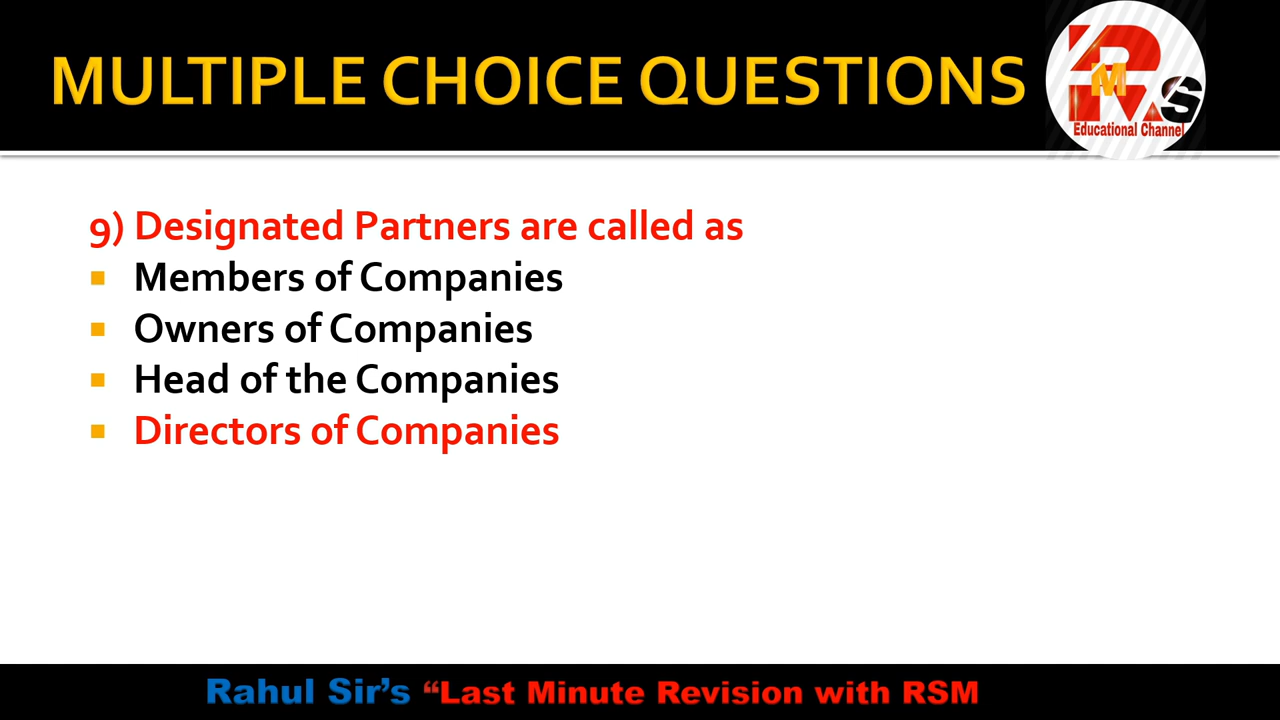 MULTIPLE CHOICE QUESTIONS
RMS
Educational Channel
9) Designated Partners are called as
Members of Companies
Owners of Companies
Head of the Companies
Directors of Companies
Rahul Sir's “Last Minute Revision with RSM